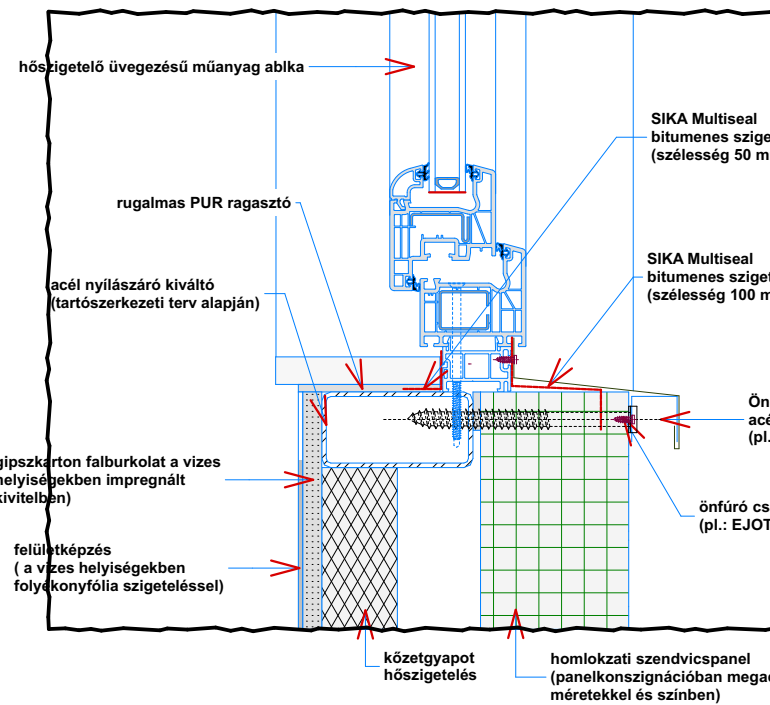 hőszigetelő üvegezésű műanyag ablka
SIKA Multiseal
bitumenes szige
(szélesség 50 m
rugalmas PUR ragasztó
SIKA Multiseal
bitumenes sziget
(szélesség 100 m
acél nyílászáró kiváltó
(tartószerkezeti terv alapján)
Ön
acé
(pl.
gipszkarton falburkolat a vizes
helyiségekben impregnált
kivitelben)
önfúró cs
(pl.: EJOT
felületképzés
( a vizes helyiségekben
folyékonyfólia szigeteléssel)
kőzetgyapot
hőszigetelés
homlokzati szendvicspanel
(panelkonszignációban megad
méretekkel és színben)